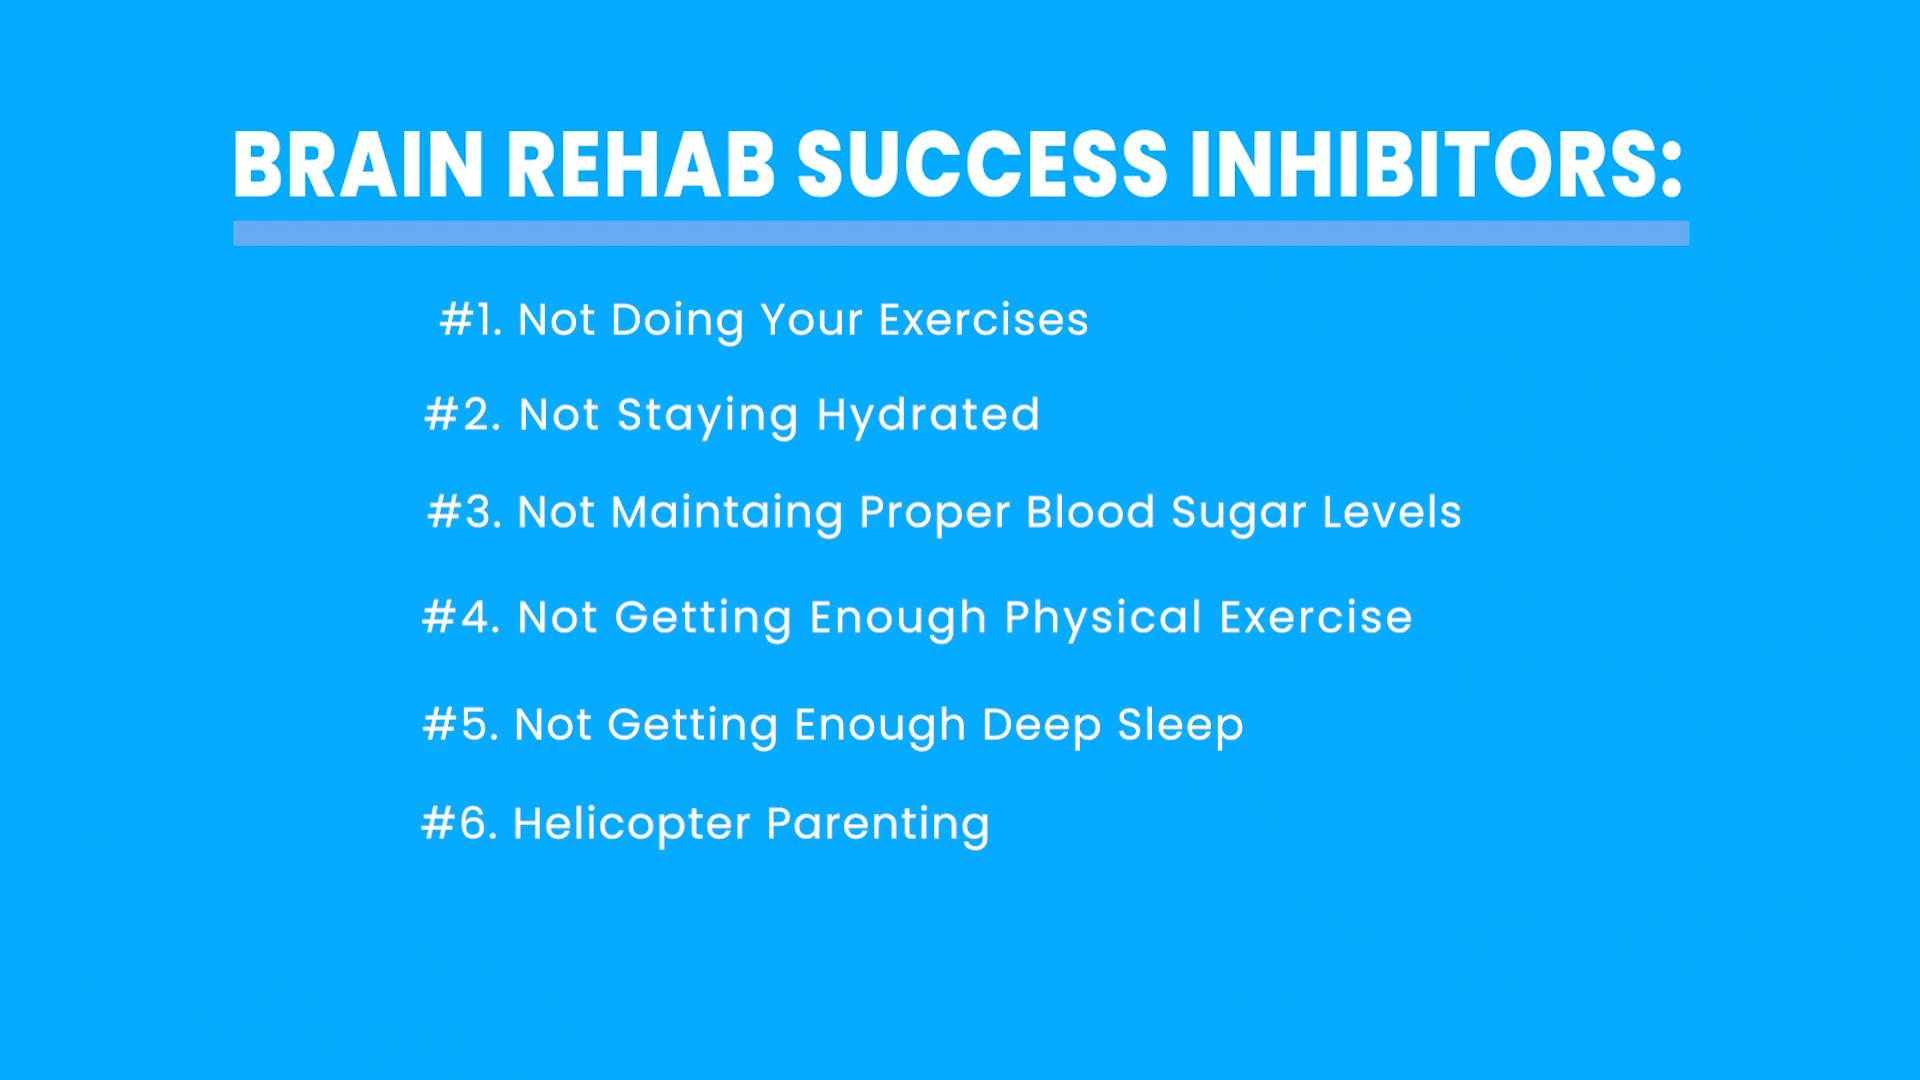 BRAIN REHAB SUCCESS INHIBITORS:
#1. Not Doing Your Exercises
#2. Not Staying Hydrated
#3. Not Maintaing Proper Blood Sugar Levels
#4. Not Getting Enough Physical Exercise
#5. Not Getting Enough Deep Sleep
#6. Helicopter Parenting